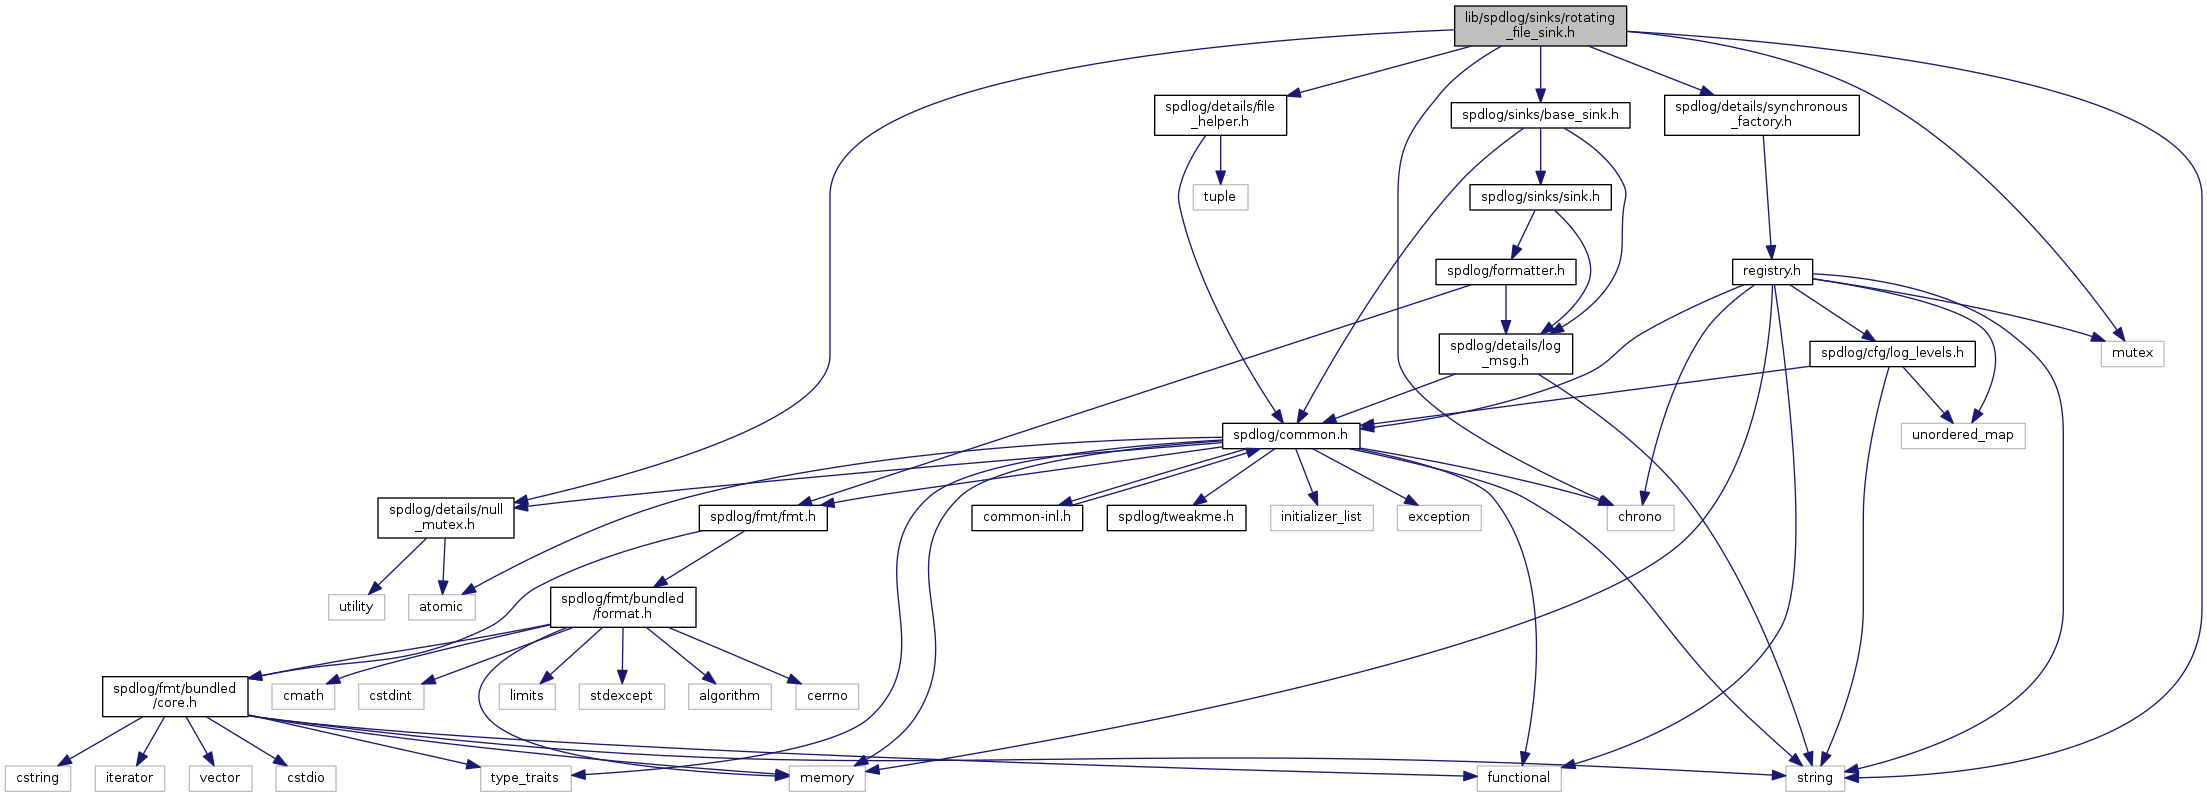 lib/spdlog/sinks/rotating
_file_sink.h
spdlog/details/file
_helper.h
spdlog/sinks/base_sink.h
spdlog/details/synchronous
_factory.h
tuple
spdlog/sinks/sink.h
spdlog/formatter.h
registry.h
spdlog/details/log
_msg.h
spdlog/cfg/log_levels.h
mutex
spdlog/common.h
unordered_map
spdlog/details/null
_mutex.h
spdlog/fmt/fmt.h
common-inl.h
spdlog/tweakme.h
initializer_list
exception
chrono
utility
atomic
spdlog/fmt/bundled
/format.h
spdlog/fmt/bundled
/core.h
cmath
cstdint
limits
stdexcept
algorithm
cerrno
cstring
iterator
vector
cstdio
type_traits
memory
functional
string